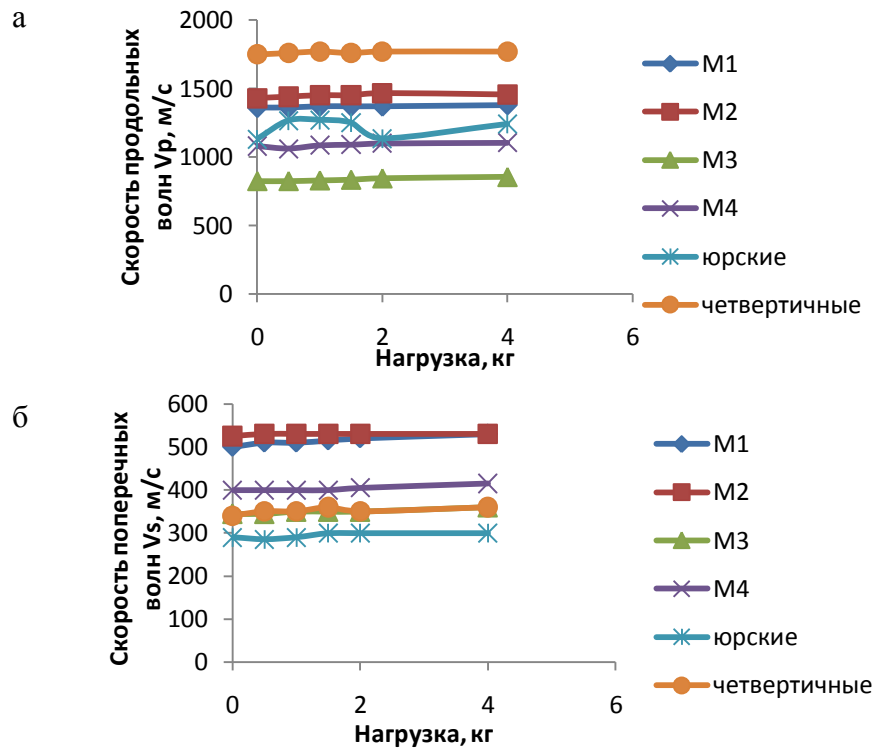 а
Скорость продольных
волн Vp, м/с
2000
1500
1000
500
0
0 2 4 6
Нагрузка, кг
М1
М2
М3
М4
юрские
четвертичные
б
Скорость поперечных
волн Vs, м/с
600
500
400
300
200
100
0
0 2 4 6
Нагрузка, кг
М1
М2
М3
М4
юрские
четвертичные